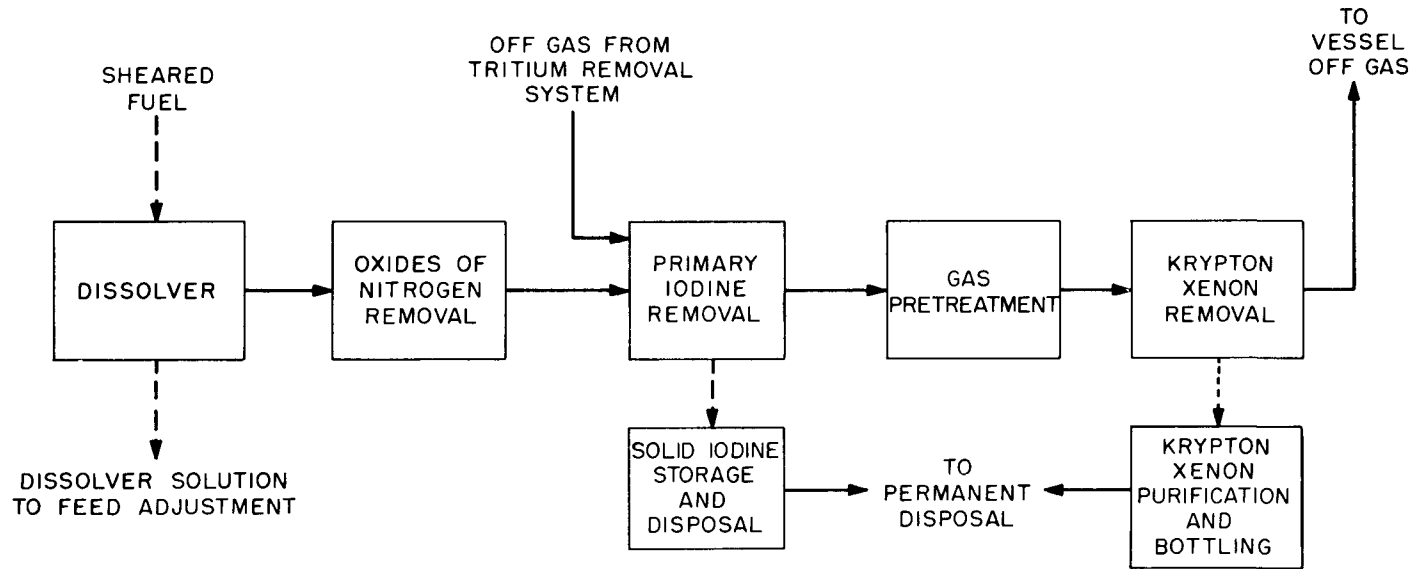 SHEARED
FUEL
OFF GAS FROM
TRITIUM REMOVAL
SYSTEM
TO
VESSEL
OFF GAS
DISSOLVER
OXIDES OF
NITROGEN
REMOVAL
PRIMARY
IODINE
REMOVAL
GAS
PRETREATMENT
KRYPTON
XENON
REMOVAL
DISSOLVER SOLUTION
TO FEED ADJUSTMENT
SOLID IODINE
STORAGE
AND
DISPOSAL
TO
PERMANENT
DISPOSAL
KRYPTON
XENON
PURIFICATION
AND
BOTTLING